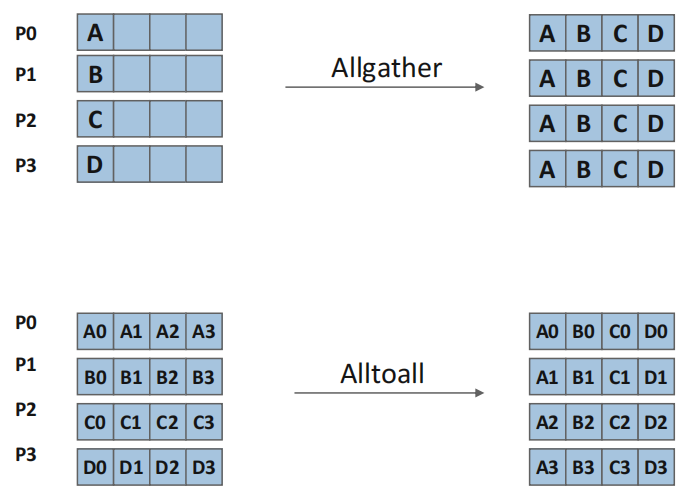 P0 A A B C D
P1 B Allgather A B C D
P2 C A B C D
P3 D A B C D
P0 A0 A1 A2 A3 A0 B0 C0 D0
P1 B0 B1 B2 B3 Alltoall A1 B1 C1 D1
P2 C0 C1 C2 C3 A2 B2 C2 D2
P3 D0 D1 D2 D3 A3 B3 C3 D3